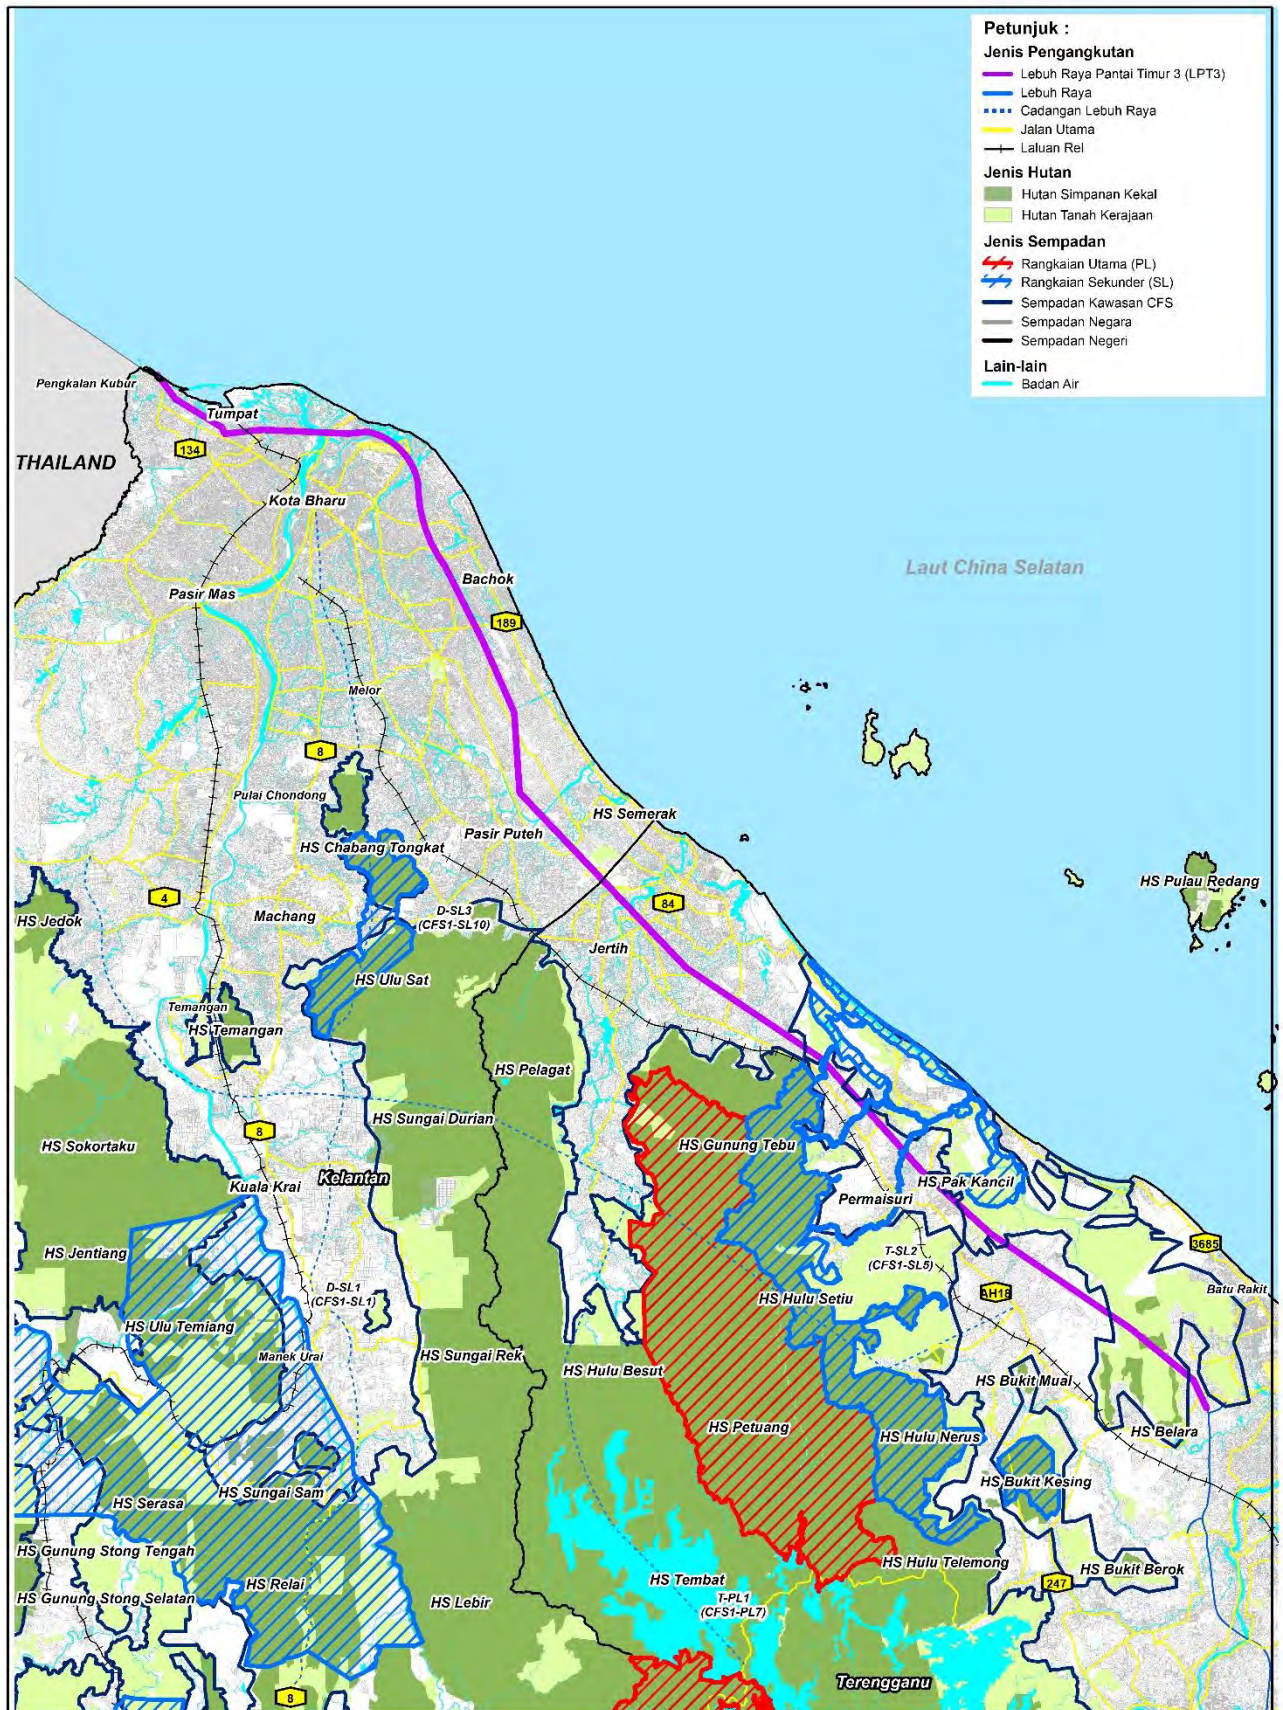 Petunjuk :
Jenis Pengangkutan
Lebuh Raya Pantai Timur 3 (LPT3)
Lebuh Raya
Cadangan Lebuh Raya
Jalan Utama
Laluan Rel
Jenis Hutan
Hutan Simpanan Kekal
Hutan Tanah Kerajaan
Jenis Sempadan
Rangkaian Utama (PL)
Rangkaian Sekunder (SL)
Sempadan Kawasan CFS
Sempadan Negara
Sempadan Negeri
Lain-lain
Badan Air
Pengkalan Kubur
Tumpat
134
THAILAND
Kota Bharu
Laut China Selatan
Bachok
Pasir Mas
189
Melor
8
Pulai Chondong
HS Semerak
Pasir Puteh
HS Chabang Tongkat
HS Pulau Redang
4
84
HS Jedok
Machang
D-SL3
(CFS1-SL10)
Jertih
HS Ulu Sat
Temangan
HS Temangan
HS Pelagat
HS Sungai Durian
8
HS Sokortaku
HS Gunung Tebu
Kelantan
Kuala Krai
HS Pak Kancil
Permaisuri
HS Jentiang
T-SL2
(CFS1-SL5)
3685
D-SL1
(CFS1-SL1)
AH18
Batu Rakit
HS Hulu Setiu
HS Ulu Temiang
Manek Urai
HS Sungai Rek
HS Hulu Besut
HS Bukit Mual
HS Petuang
HS Hulu Nerus
HS Belara
HS Bukit Kesing
HS Sungai Sam
HS Serasa
HS Gunung Stong Tengah
HS Hulu Telemong
HS Bukit Berok
HS Relai
HS Tembat
247
HS Gunung Stong Selatan
HS Lebir
T-PL1
(CFS1-PL7)
Terengganu
8